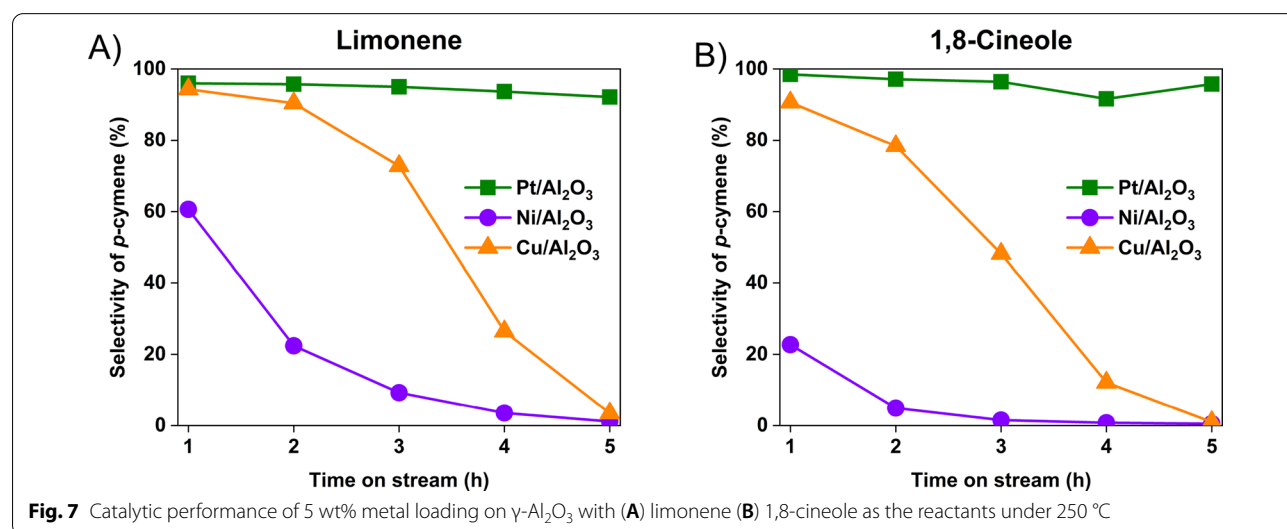 A)
Limonene
Selectivity of p-cymene (%)
100
80
60
40
20
0
Pt/Al₂O₃
Ni/Al₂O₃
Cu/Al₂O₃
1 2 3 4 5
Time on stream (h)
B)
1,8-Cineole
Selectivity of p-cymene (%)
100
80
60
40
20
0
Pt/Al₂O₃
Ni/Al₂O₃
Cu/Al₂O₃
1 2 3 4 5
Time on stream (h)
Fig. 7 Catalytic performance of 5 wt% metal loading on γ-Al₂O₃ with (A) limonene (B) 1,8-cineole as the reactants under 250 °C